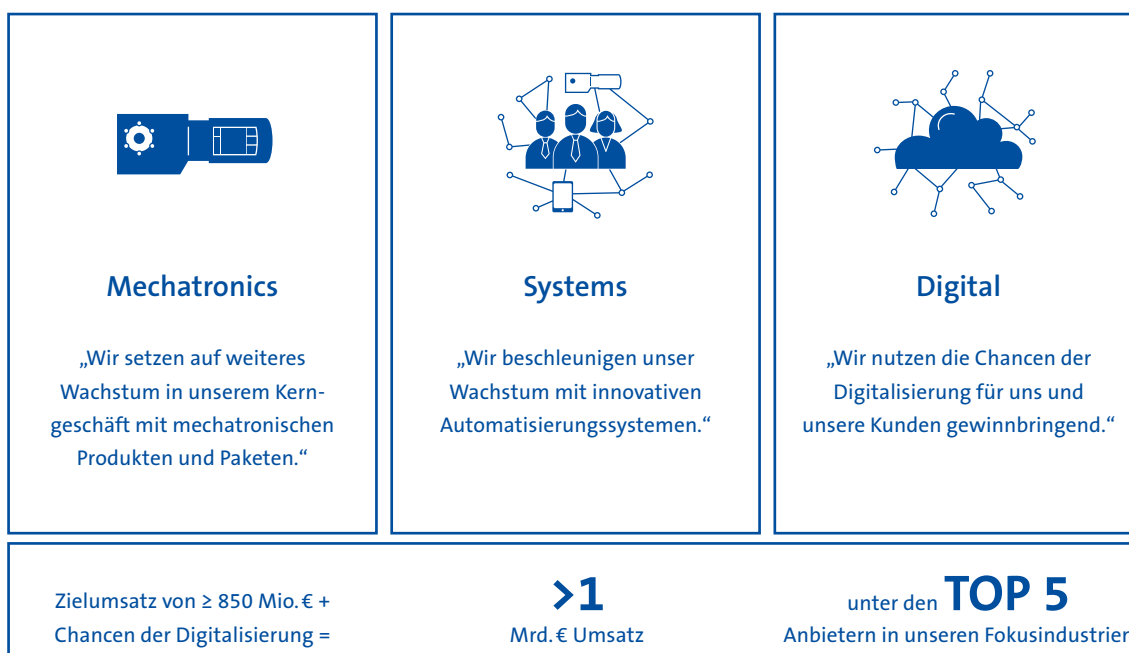 Mechatronics
„Wir setzen auf weiteres
Wachstum in unserem Kern-
geschäft mit mechatronischen
Produkten und Paketen.“
Systems
„Wir beschleunigen unser
Wachstum mit innovativen
Automatisierungssystemen.“
Digital
„Wir nutzen die Chancen der
Digitalisierung für uns und
unsere Kunden gewinnbringend.“
Zielumsatz von ≥ 850 Mio. € +
Chancen der Digitalisierung =
>1
Mrd. € Umsatz
unter den TOP 5
Anbietern in unseren Fokusindustrien